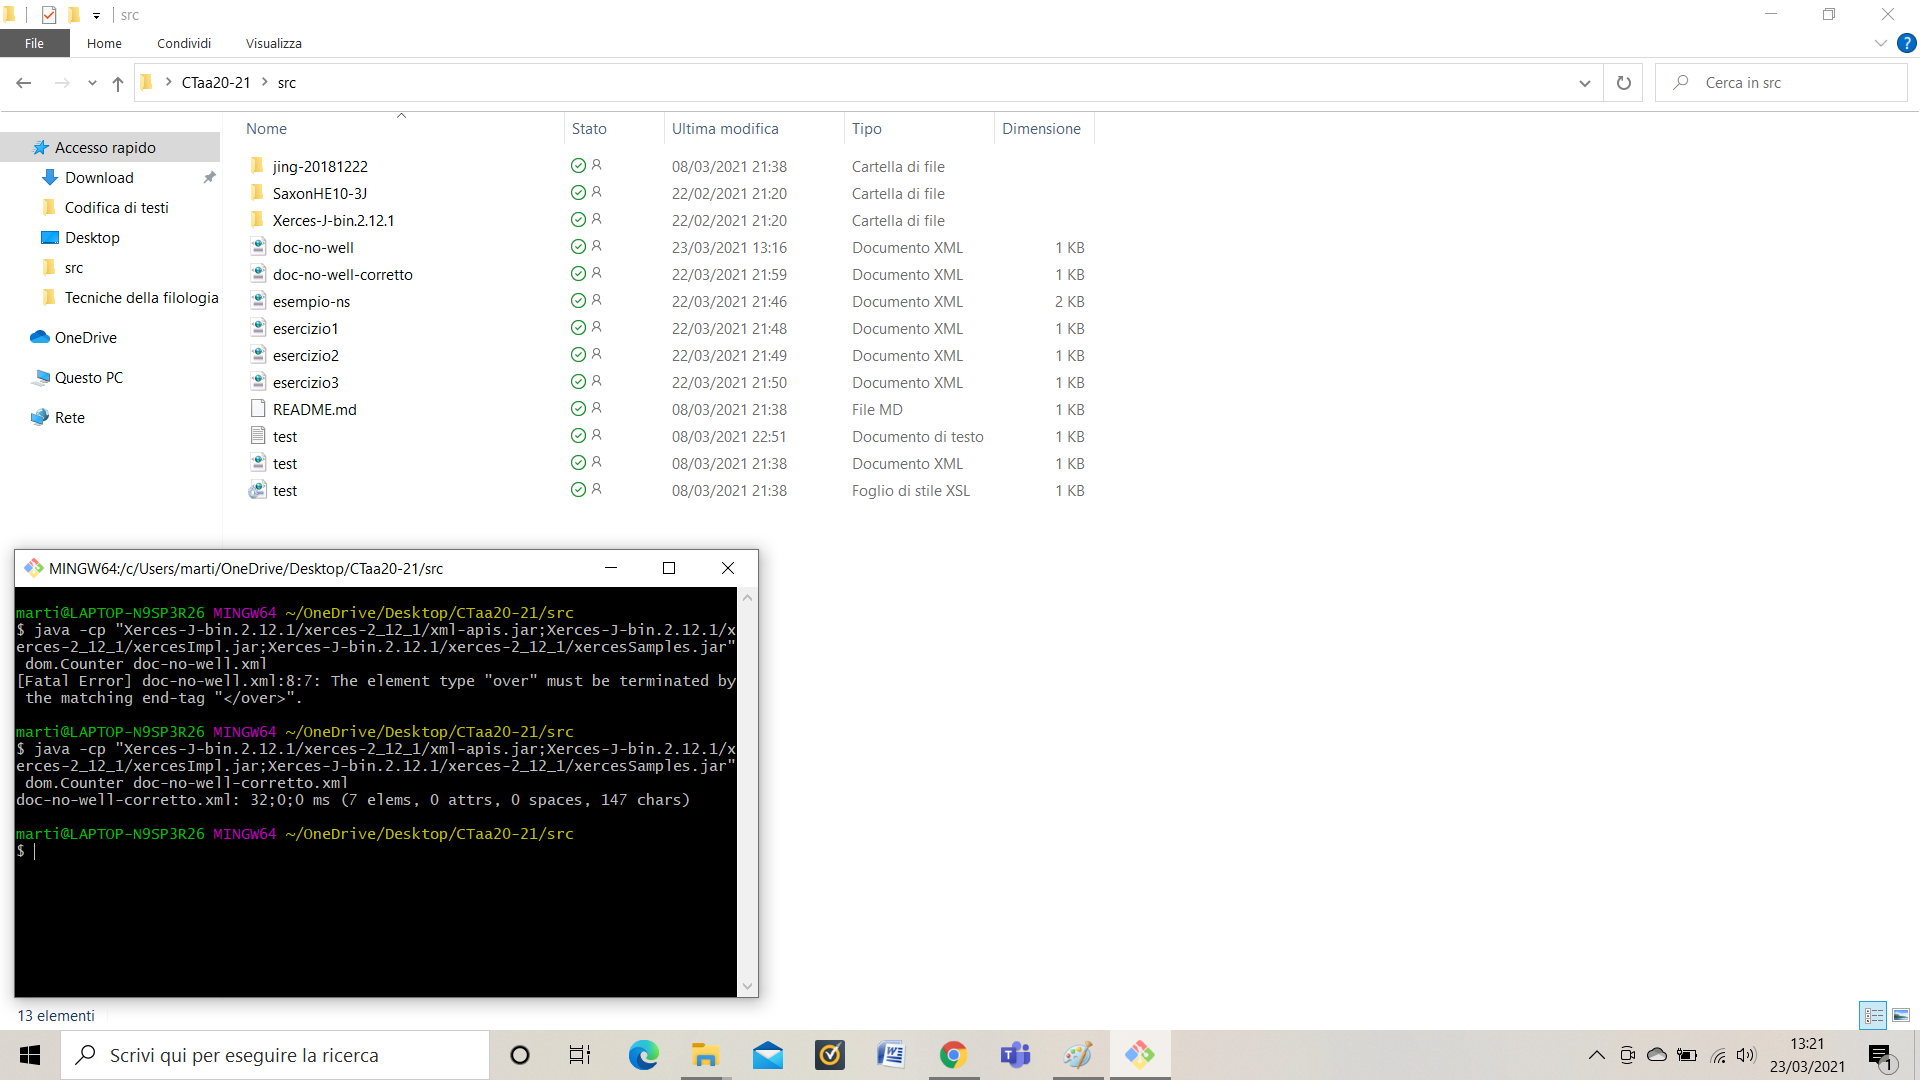 src
File Home Condividi Visualizza
?
CTaa20-21 src
Cerca in src
Nome Stato Ultima modifica Tipo Dimensione
Accesso rapido
Download
Codifica di testi
Desktop
src
Tecniche della filologia
OneDrive
Questo PC
Rete
jing-20181222 08/03/2021 21:38 Cartella di file
SaxonHE10-3J 22/02/2021 21:20 Cartella di file
Xerces-J-bin.2.12.1 22/02/2021 21:20 Cartella di file
doc-no-well 23/03/2021 13:16 Documento XML 1 KB
doc-no-well-corretto 22/03/2021 21:59 Documento XML 1 KB
esempio-ns 22/03/2021 21:46 Documento XML 2 KB
esercizio1 22/03/2021 21:48 Documento XML 1 KB
esercizio2 22/03/2021 21:49 Documento XML 1 KB
esercizio3 22/03/2021 21:50 Documento XML 1 KB
README.md 08/03/2021 21:38 File MD 1 KB
test 08/03/2021 22:51 Documento di testo 1 KB
test 08/03/2021 21:38 Documento XML 1 KB
test 08/03/2021 21:38 Foglio di stile XSL 1 KB
MINGW64:/c/Users/marti/OneDrive/Desktop/CTaa20-21/src
marti@LAPTOP-N9SP3R26 MINGW64 ~/OneDrive/Desktop/CTaa20-21/src
$ java -cp "Xerces-J-bin.2.12.1/xerces-2_12_1/xml-apis.jar;Xerces-J-bin.2.12.1/x
erces-2_12_1/xercesImpl.jar;Xerces-J-bin.2.12.1/xerces-2_12_1/xercesSamples.jar"
dom.Counter doc-no-well.xml
[Fatal Error] doc-no-well.xml:8:7: The element type "over" must be terminated by
the matching end-tag "</over>".
marti@LAPTOP-N9SP3R26 MINGW64 ~/OneDrive/Desktop/CTaa20-21/src
$ java -cp "Xerces-J-bin.2.12.1/xerces-2_12_1/xml-apis.jar;Xerces-J-bin.2.12.1/x
erces-2_12_1/xercesImpl.jar;Xerces-J-bin.2.12.1/xerces-2_12_1/xercesSamples.jar"
dom.Counter doc-no-well-corretto.xml
doc-no-well-corretto.xml: 32;0;0 ms (7 elems, 0 attrs, 0 spaces, 147 chars)
marti@LAPTOP-N9SP3R26 MINGW64 ~/OneDrive/Desktop/CTaa20-21/src
$
13 elementi
Scrivi qui per eseguire la ricerca
13:21
23/03/2021
1